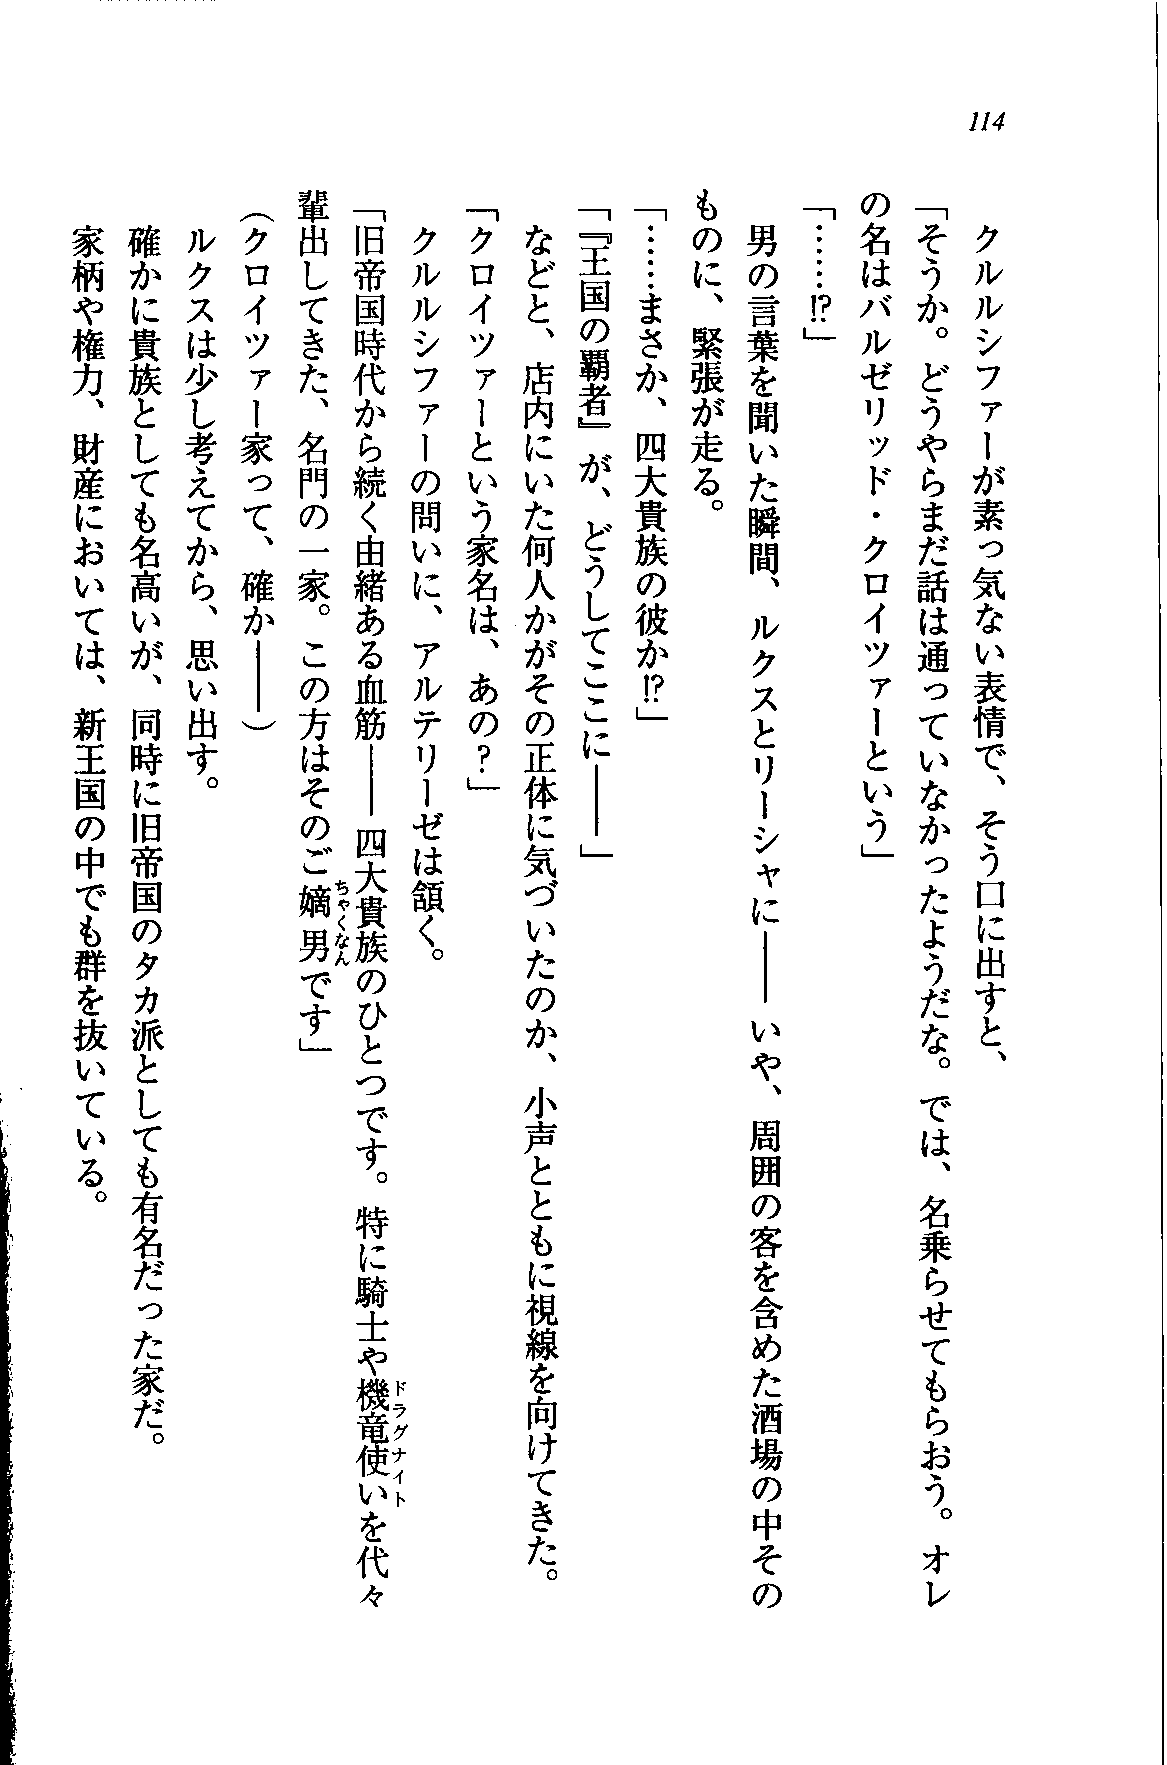 114
クルルシファーが素っ気ない表情で、そう口に出すと、
「そうか。どうやらまだ話は通っていなかったようだな。では、名乗らせてもらおう。オレ
の名はバルゼリッド・クロイツァーという」
「……!?」
男の言葉を聞いた瞬間、ルクスとリーシャに――いや、周囲の客を含めた酒場の中その
ものに、緊張が走る。
「……まさか、四大貴族の彼か!?」
「『王国の覇者』が、どうしてここに――」
などと、店内にいた何人かがその正体に気づいたのか、小声とともに視線を向けてきた。
「クロイツァーという家名は、あの？」
クルルシファーの問いに、アルテリーゼは頷く。
「旧帝国時代から続く由緒ある血筋――四大貴族のひとつです。特に騎士や機竜使いを代々
ドラグナイト
輩出してきた、名門の一家。この方はそのご嫡男です」
ちゃくなん
（クロイツァー家って、確か――）
ルクスは少し考えてから、思い出す。
確かに貴族としても名高いが、同時に旧帝国のタカ派としても有名だった家だ。
家柄や権力、財産においては、新王国の中でも群を抜いている。